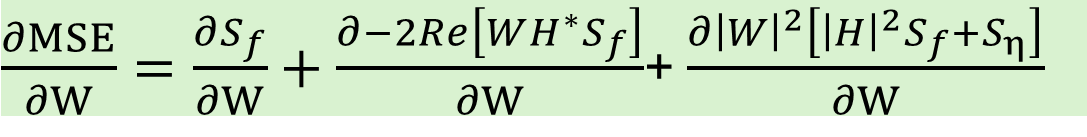 ∂MSE/∂W = ∂S_f/∂W + ∂−2Re[WH*S_f]/∂W + ∂|W|²[|H|²S_f+S_η]/∂W